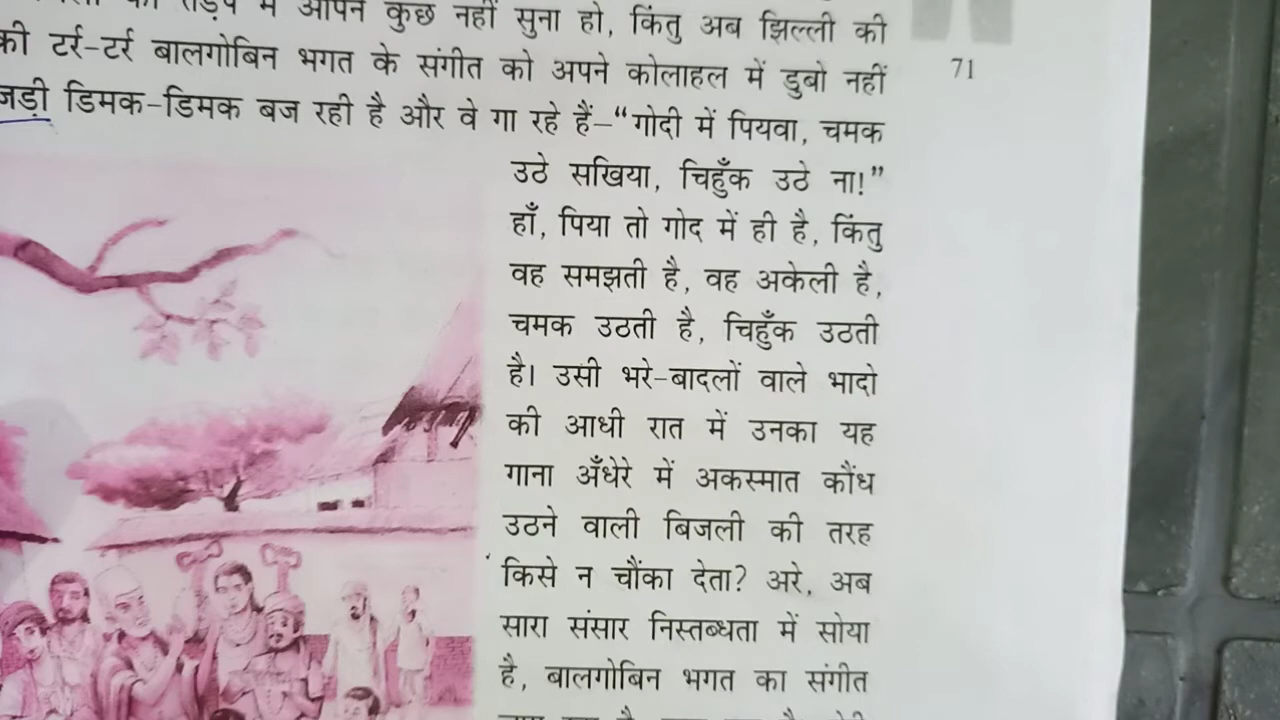 आपने कुछ नहीं सुना हो, किंतु अब झिल्ली की
की टर्र-टर्र बालगोबिन भगत के संगीत को अपने कोलाहल में डुबो नहीं
डिमक-डिमक बज रही है और वे गा रहे हैं-“गोदी में पियवा, चमक
उठे सखिया, चिहुँक उठे ना!”
हाँ, पिया तो गोद में ही है, किंतु
वह समझती है, वह अकेली है,
चमक उठती है, चिहुँक उठती
है। उसी भरे-बादलों वाले भादो
की आधी रात में उनका यह
गाना अँधेरे में अकस्मात कौंध
उठने वाली बिजली की तरह
किसे न चौंका देता? अरे, अब
सारा संसार निस्तब्धता में सोया
है, बालगोबिन भगत का संगीत
71